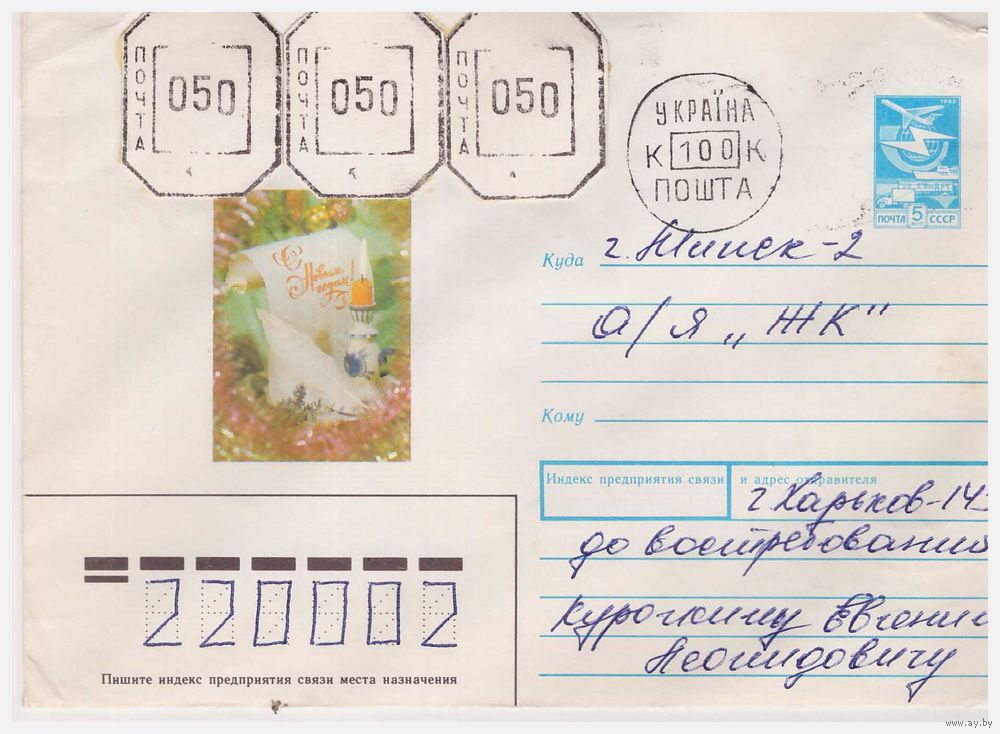 ПОЧТА 050
ПОЧТА 050
ПОЧТА 050
УКРАЇНА
К 100 К
ПОШТА
1982
ПОЧТА 5 КОП СССР
С
Новым
годом!
Куда г. Минск-2
а/я „ЖК"
Кому
Индекс предприятия связи и адрес отправителя
г Харьков-143
до востребования
Курочкину Евгению
Леонидовичу
220002
Пишите индекс предприятия связи места назначения
www.ay.by